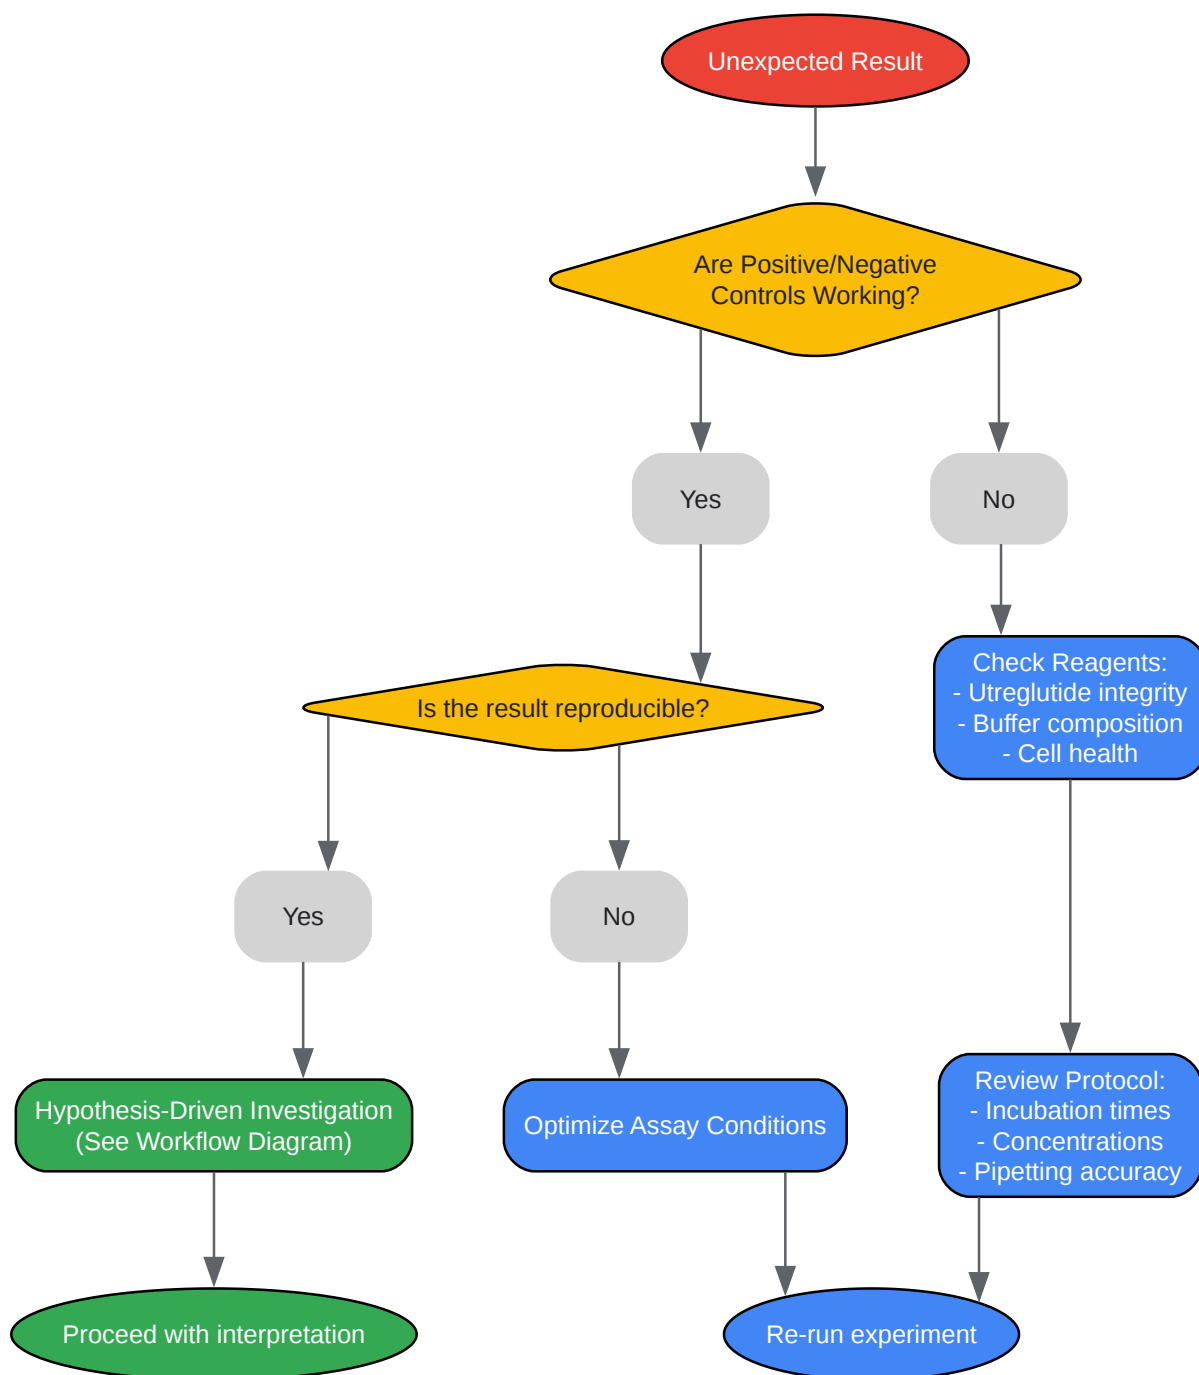 Unexpected Result
Are Positive/Negative
Controls Working?
Yes
No
Check Reagents:
- Utreglutide integrity
- Buffer composition
- Cell health
Is the result reproducible?
Yes
No
Hypothesis-Driven Investigation
(See Workflow Diagram)
Optimize Assay Conditions
Review Protocol:
- Incubation times
- Concentrations
- Pipetting accuracy
Proceed with interpretation
Re-run experiment